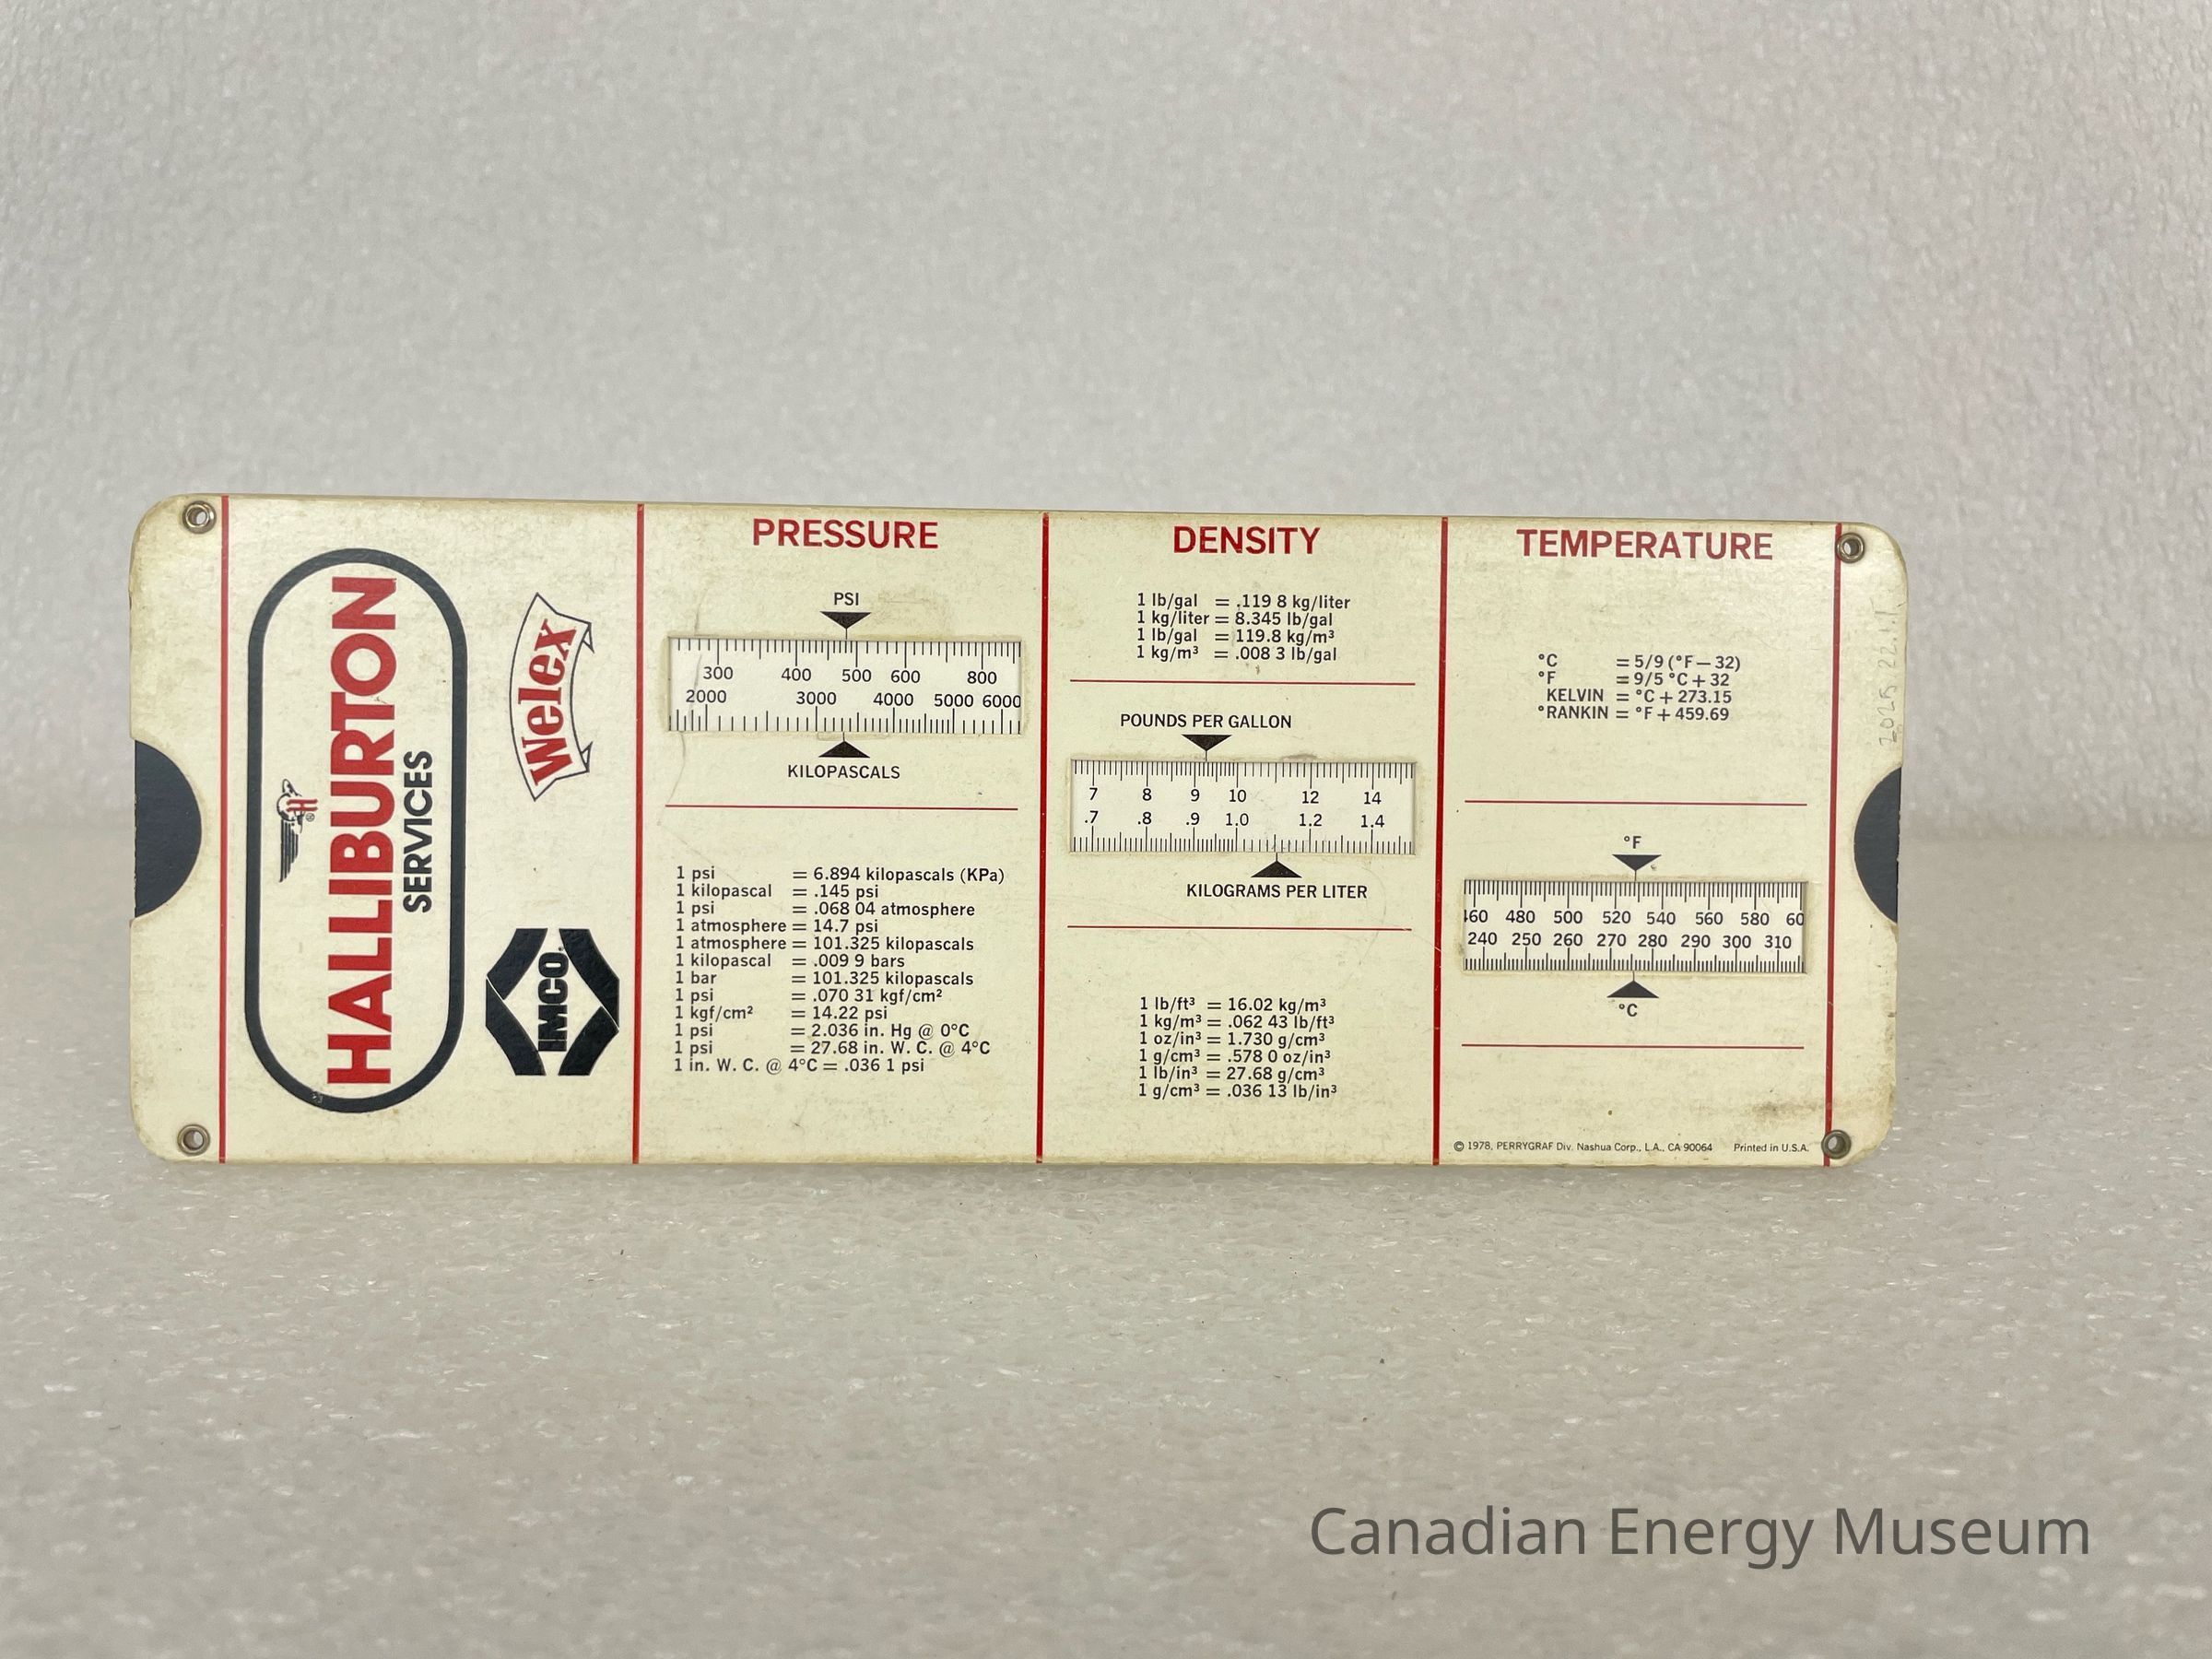 HALLIBURTON
SERVICES
H®
Welex
IMCO
PRESSURE
PSI
300 400 500 600 800
2000 3000 4000 5000 6000
KILOPASCALS
1 psi = 6.894 kilopascals (KPa)
1 kilopascal = .145 psi
1 psi = .068 04 atmosphere
1 atmosphere = 14.7 psi
1 atmosphere = 101.325 kilopascals
1 kilopascal = .009 9 bars
1 bar = 101.325 kilopascals
1 psi = .070 31 kgf/cm²
1 kgf/cm² = 14.22 psi
1 psi = 2.036 in. Hg @ 0°C
1 psi = 27.68 in. W. C. @ 4°C
1 in. W. C. @ 4°C = .036 1 psi
DENSITY
1 lb/gal = .119 8 kg/liter
1 kg/liter = 8.345 lb/gal
1 lb/gal = 119.8 kg/m³
1 kg/m³ = .008 3 lb/gal
POUNDS PER GALLON
7 8 9 10 12 14
.7 .8 .9 1.0 1.2 1.4
KILOGRAMS PER LITER
1 lb/ft³ = 16.02 kg/m³
1 kg/m³ = .062 43 lb/ft³
1 oz/in³ = 1.730 g/cm³
1 g/cm³ = .578 0 oz/in³
1 lb/in³ = 27.68 g/cm³
1 g/cm³ = .036 13 lb/in³
TEMPERATURE
°C = 5/9 (°F — 32)
°F = 9/5 °C + 32
KELVIN = °C + 273.15
°RANKIN = °F + 459.69
°F
460 480 500 520 540 560 580 60
240 250 260 270 280 290 300 310
°C
© 1978, PERRYGRAF Div. Nashua Corp., L.A., CA 90064 Printed in U.S.A.
2025.22.11
Canadian Energy Museum